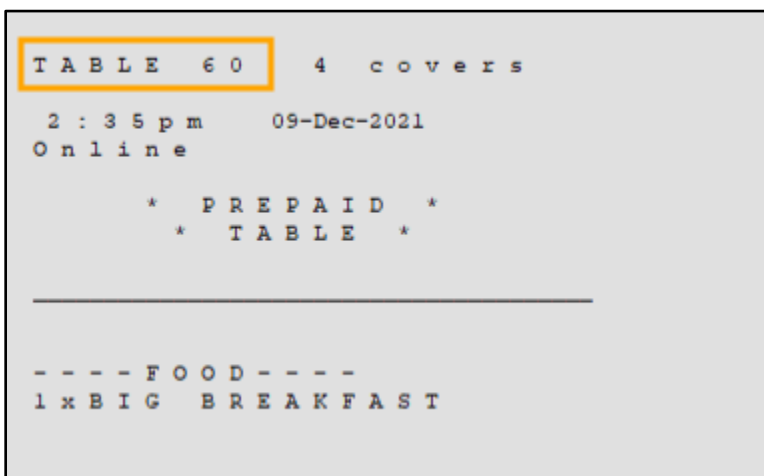 TABLE 60 4 covers
2:35pm 09-Dec-2021
Online
* PREPAID *
* TABLE *
----FOOD----
1xBIG BREAKFAST